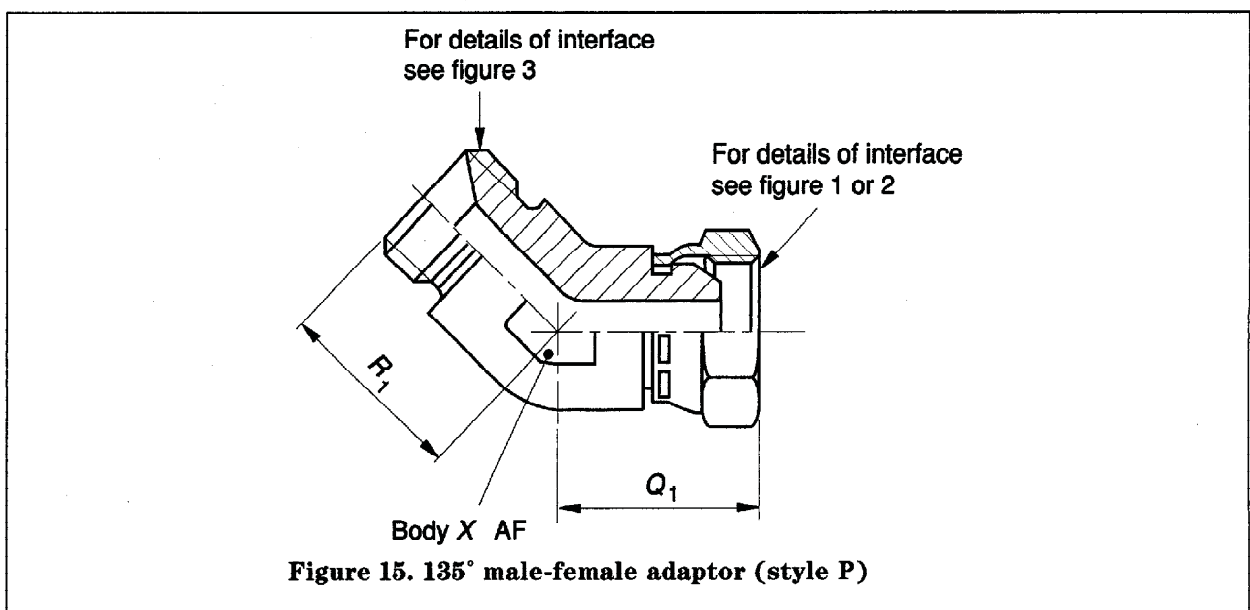 For details of interface
see figure 3
For details of interface
see figure 1 or 2
R₁
Q₁
Body X AF
Figure 15. 135° male-female adaptor (style P)